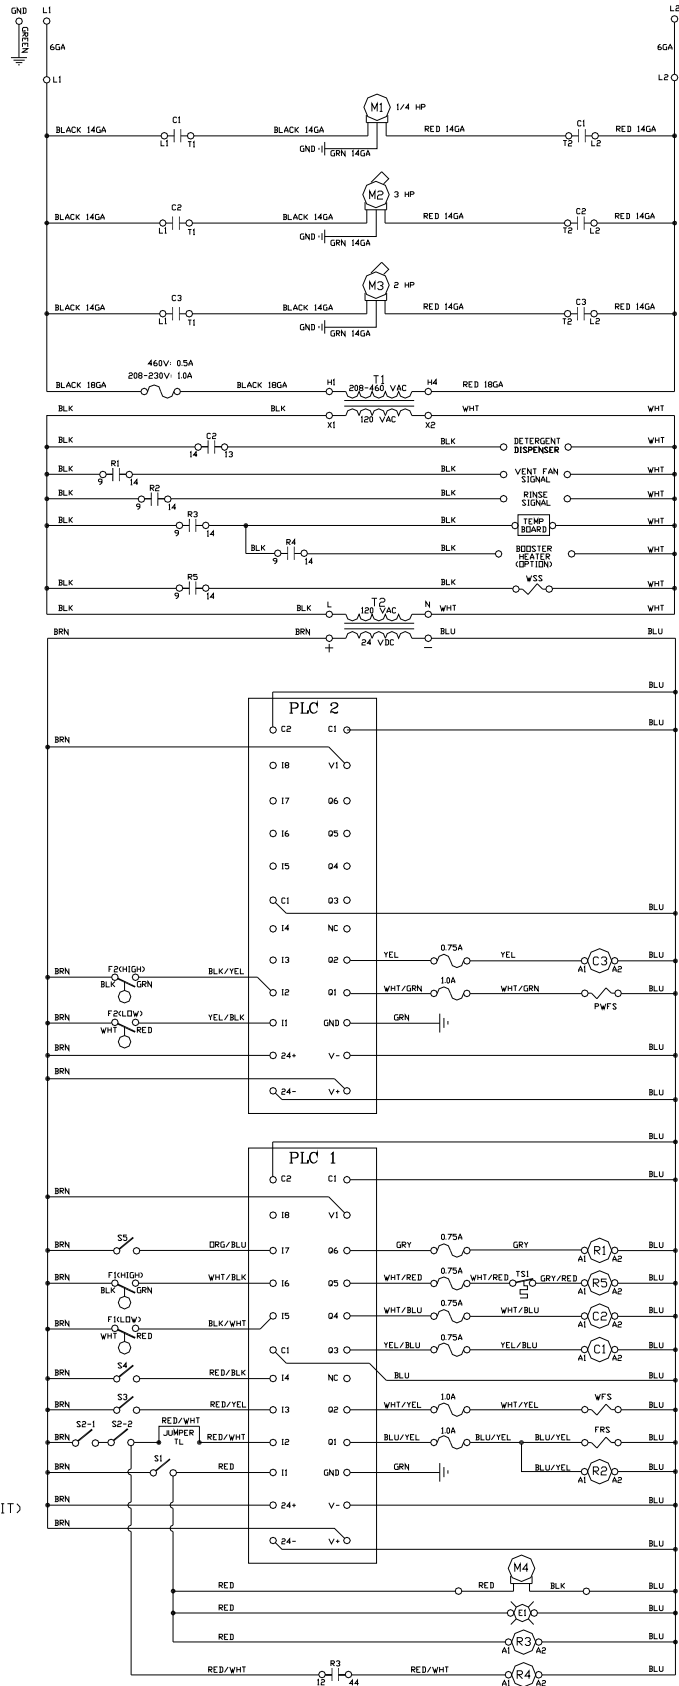 GND L1 L2
GREEN
6GA 6GA
L1 L2
M1 1/4 HP
C1 C1
BLACK 14GA BLACK 14GA RED 14GA RED 14GA
L1 T1 T2 L2
GND GRN 14GA
M2 3 HP
C2 C2
BLACK 14GA BLACK 14GA RED 14GA RED 14GA
L1 T1 T2 L2
GND GRN 14GA
M3 2 HP
C3 C3
BLACK 14GA BLACK 14GA RED 14GA RED 14GA
L1 T1 T2 L2
GND GRN 14GA
460V: 0.5A
208-230V: 1.0A
T1
BLACK 18GA BLACK 18GA H1 208-460 VAC H4 RED 18GA
BLK BLK X1 120 VAC X2 WHT WHT
BLK C2 14 13 BLK DETERGENT DISPENSER WHT
BLK R1 9 14 BLK VENT FAN SIGNAL WHT
BLK R2 9 14 BLK RINSE SIGNAL WHT
BLK R3 9 14 BLK TEMP BOARD WHT
BLK R4 9 14 BLK BOOSTER HEATER (OPTION) WHT
BLK R5 9 14 BLK WSS WHT
T2
BLK BLK L 120 VAC N WHT WHT
BRN BRN + 24 VDC - BLU BLU
BLU
PLC 2
C2 C1 BLU
BRN
I8 V1
I7 Q6
I6 Q5
I5 Q4
C1 Q3 BLU
I4 NC
I3 Q2 YEL 0.75A YEL A1 C3 A2 BLU
BRN F2(HIGH) BLK GRN BLK/YEL I2 Q1 WHT/GRN 1.0A WHT/GRN PWFS BLU
BRN F2(LOW) WHT RED YEL/BLK I1 GND GRN
BRN 24+ V- BLU
BRN
24- V+ BLU
BLU
PLC 1
C2 C1 BLU
BRN
I8 V1
BRN S5 ORG/BLU I7 Q6 GRY 0.75A GRY A1 R1 A2 BLU
BRN F1(HIGH) BLK GRN WHT/BLK I6 Q5 WHT/RED 0.75A WHT/RED TS1 GRY/RED A1 R5 A2 BLU
BRN F1(LOW) WHT RED BLK/WHT I5 Q4 WHT/BLU 0.75A WHT/BLU A1 C2 A2 BLU
C1 Q3 YEL/BLU 0.75A YEL/BLU A1 C1 A2 BLU
BRN S4 RED/BLK I4 NC BLU BLU
BRN S3 RED/YEL I3 Q2 WHT/YEL 1.0A WHT/YEL WFS BLU
RED/WHT
BRN S2-1 S2-2 JUMPER TL RED/WHT I2 Q1 BLU/YEL 1.0A BLU/YEL BLU/YEL FRS BLU
BRN S1 RED I1 GND GRN BLU/YEL A1 R2 A2 BLU
IT)
BRN 24+ V- BLU
BRN
24- V+ BLU
M4
RED RED BLK BLU
RED E1 BLU
RED A1 R3 A2 BLU
RED/WHT R3 12 44 RED/WHT A1 R4 A2 BLU